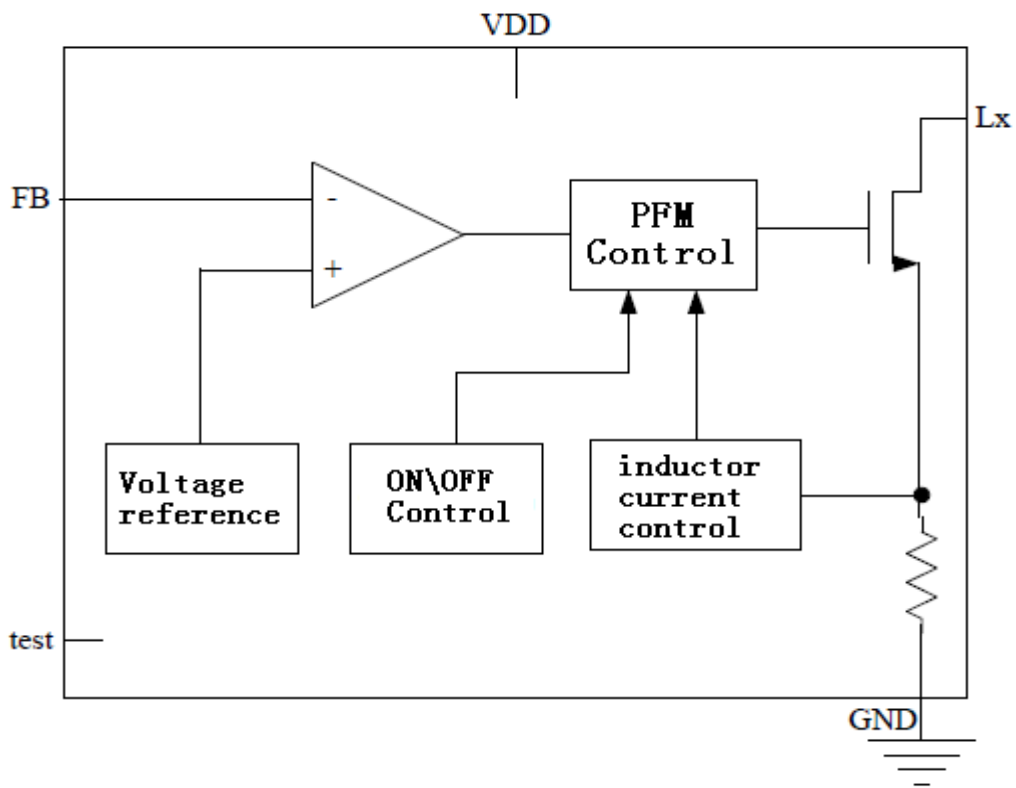 VDD
Lx
FB
-
+
PFM
Control
Voltage
reference
ON\OFF
Control
inductor
current
control
test
GND